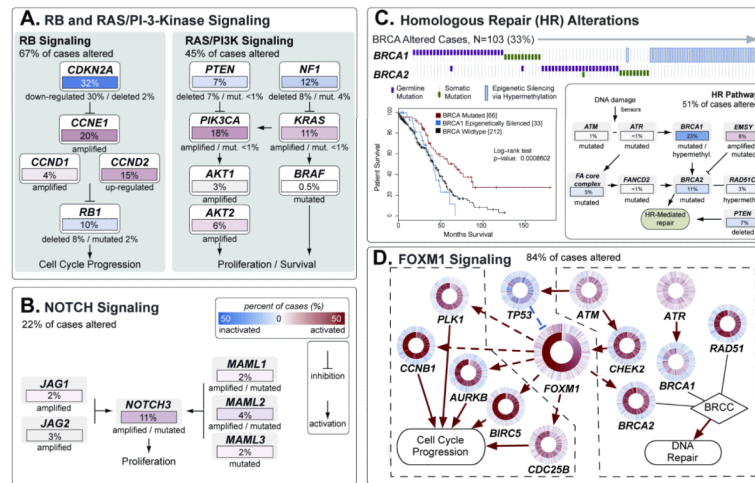 A. RB and RAS/PI-3-Kinase Signaling
RB Signaling
67% of cases altered
CDKN2A
32%
down-regulated 30% / deleted 2%
CCNE1
20%
amplified
CCND1
4%
amplified
CCND2
15%
up-regulated
RB1
10%
deleted 8% / mutated 2%
Cell Cycle Progression
RAS/PI3K Signaling
45% of cases altered
PTEN
7%
deleted 7% / mut. <1%
NF1
12%
deleted 8% / mut. 4%
PIK3CA
18%
amplified / mut. <1%
KRAS
11%
amplified / mut. <1%
AKT1
3%
amplified
BRAF
0.5%
mutated
AKT2
6%
amplified
Proliferation / Survival
B. NOTCH Signaling
22% of cases altered
percent of cases (%)
50 0 50
inactivated activated
inhibition
activation
JAG1
2%
amplified
JAG2
3%
amplified
NOTCH3
11%
amplified / mutated
Proliferation
MAML1
2%
amplified / mutated
MAML2
4%
amplified / mutated
MAML3
2%
mutated
C. Homologous Repair (HR) Alterations
BRCA Altered Cases, N=103 (33%)
BRCA1
BRCA2
Germline Mutation
Somatic Mutation
Epigenetic Silencing via Hypermethylation
BRCA Mutated [66]
BRCA1 Epigenetically Silenced [33]
BRCA Wildtype [212]
Log-rank test
p-value: 0.0008602
Patient Survival
0 50 100 150
Months Survival
HR Pathway
51% of cases altered
DNA damage
Sensors
ATM
1%
mutated
ATR
<1%
mutated
BRCA1
23%
mutated / hypermethyl.
EMSY
8%
amplified
mutated
FA core complex
5%
mutated
FANCD2
<1%
mutated
BRCA2
11%
mutated
RAD51C
3%
HR-Mediated repair
PTEN
7%
deleted
D. FOXM1 Signaling
84% of cases altered
PLK1
TP53
ATM
ATR
RAD51
CCNB1
AURKB
FOXM1
CHEK2
BRCA1
BRCA2
BRCC
BIRC5
CDC25B
Cell Cycle Progression
DNA Repair